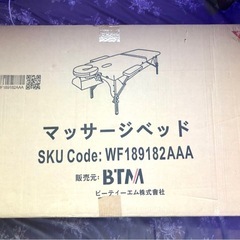 WF189182AAA
マッサージベッド
SKU Code: WF189182AAA
販売元: BTM
ビーティーエム株式会社